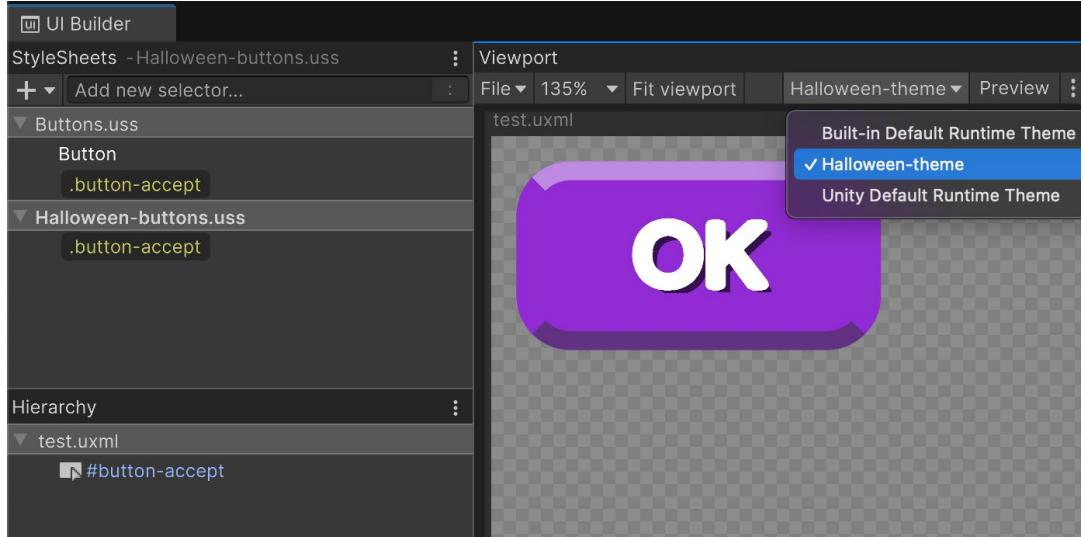 UI Builder
StyleSheets - Halloween-buttons.uss
Add new selector...
Buttons.uss
Button
.button-accept
Halloween-buttons.uss
.button-accept
Hierarchy
test.uxml
#button-accept
Viewport
File 135% Fit viewport Halloween-theme Preview
test.uxml
Built-in Default Runtime Theme
✓ Halloween-theme
Unity Default Runtime Theme
OK